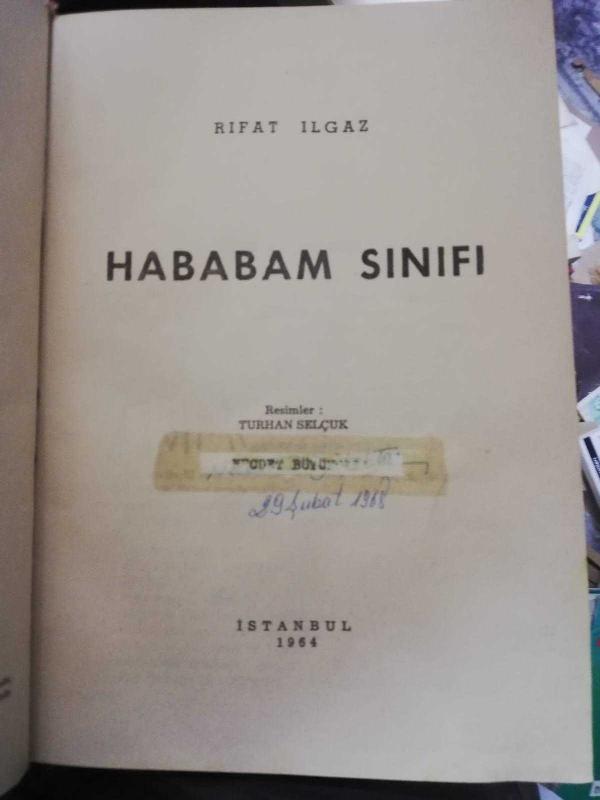 RIFAT ILGAZ
HABABAM SINIFI
Resimler :
TURHAN SELÇUK
29 Şubat 1968
İSTANBUL
1964